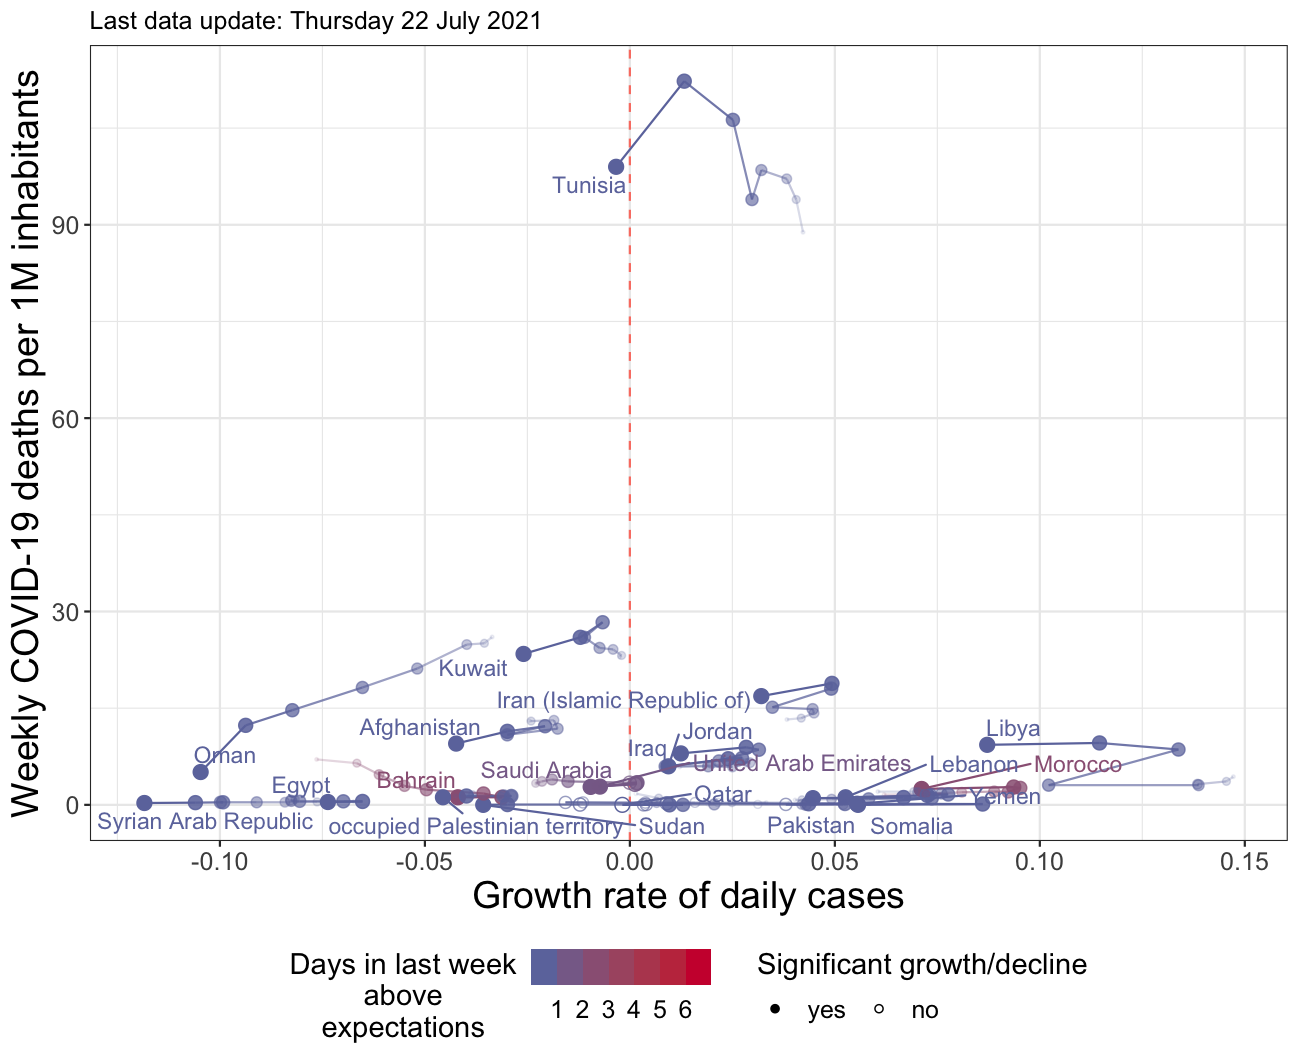 Last data update: Thursday 22 July 2021
Weekly COVID-19 deaths per 1M inhabitants
90
60
30
0
Tunisia
Kuwait
Iran (Islamic Republic of)
Afghanistan
Jordan
Libya
Oman
Iraq
United Arab Emirates
Lebanon
Morocco
Saudi Arabia
Bahrain
Egypt
Qatar
Yemen
Syrian Arab Republic
occupied Palestinian territory
Sudan
Pakistan
Somalia
-0.10
-0.05
0.00
0.05
0.10
0.15
Growth rate of daily cases
Days in last week
above
expectations
1 2 3 4 5 6
Significant growth/decline
yes
no